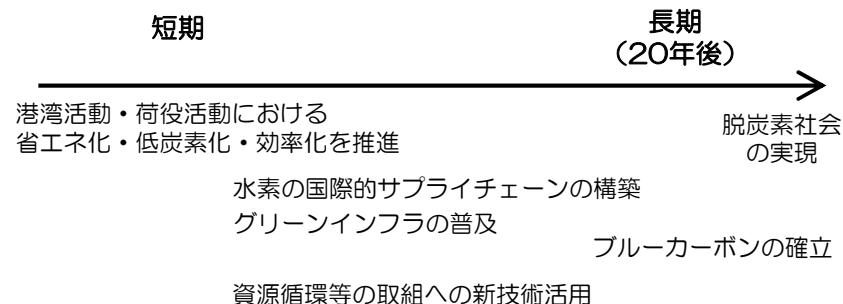 短期
長期
(20年後)
港湾活動・荷役活動における
省エネ化・低炭素化・効率化を推進
脱炭素社会
の実現
水素の国際的サプライチェーンの構築
グリーンインフラの普及
ブルーカーボンの確立
資源循環等の取組への新技術活用